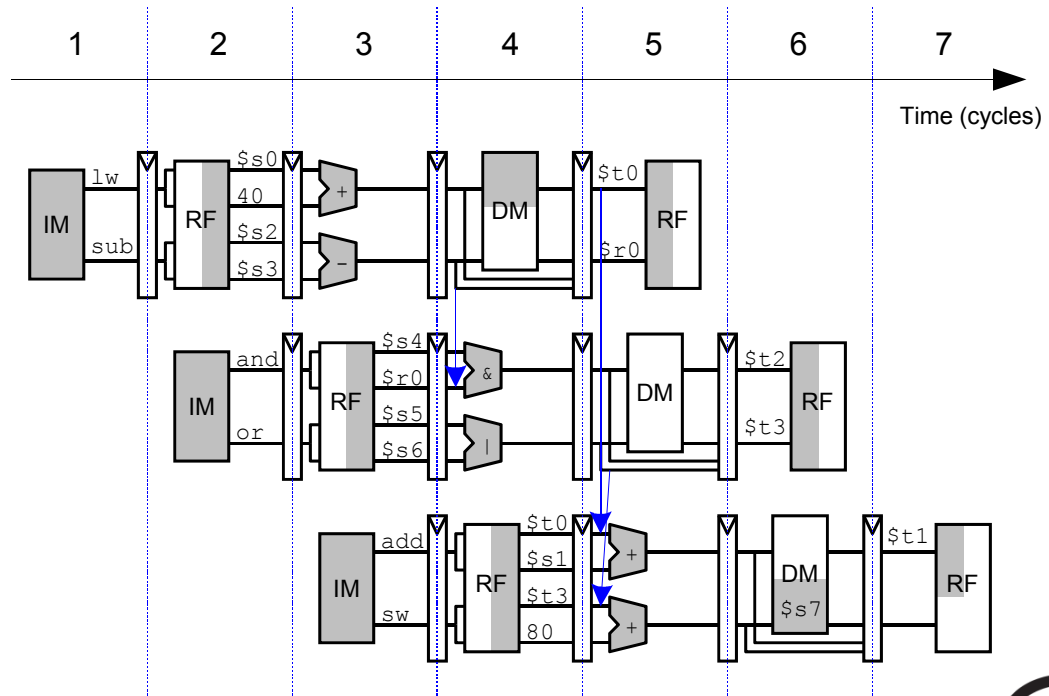 1 2 3 4 5 6 7
Time (cycles)
IM
lw
sub
RF
$s0
40
$s2
$s3
+
-
DM
$t0
$r0
RF
IM
and
or
RF
$s4
$r0
$s5
$s6
&
|
DM
$t2
$t3
RF
IM
add
sw
RF
$t0
$s1
$t3
80
+
+
DM
$s7
$t1
RF